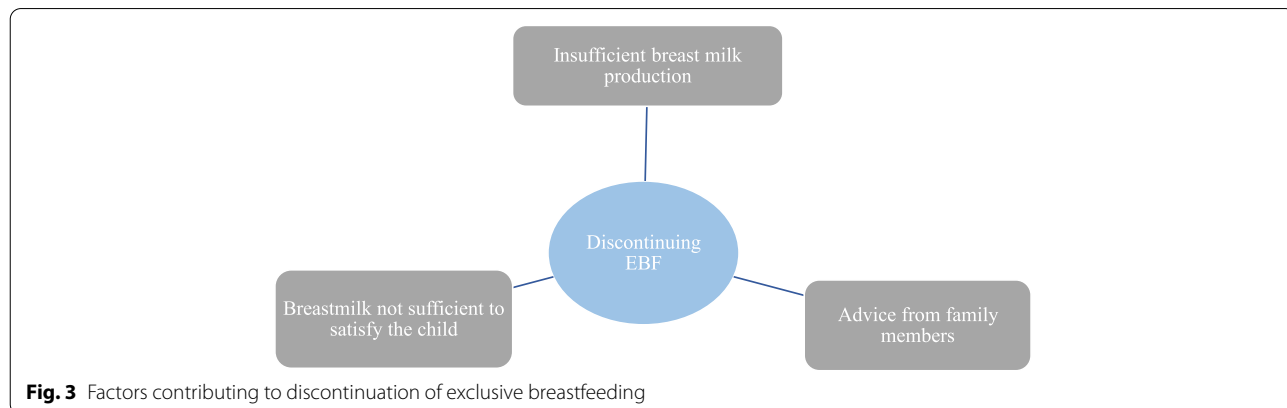 Insufficient breast milk
production
Discontinuing
EBF
Breastmilk not sufficient to
satisfy the child
Advice from family
members
Fig. 3 Factors contributing to discontinuation of exclusive breastfeeding